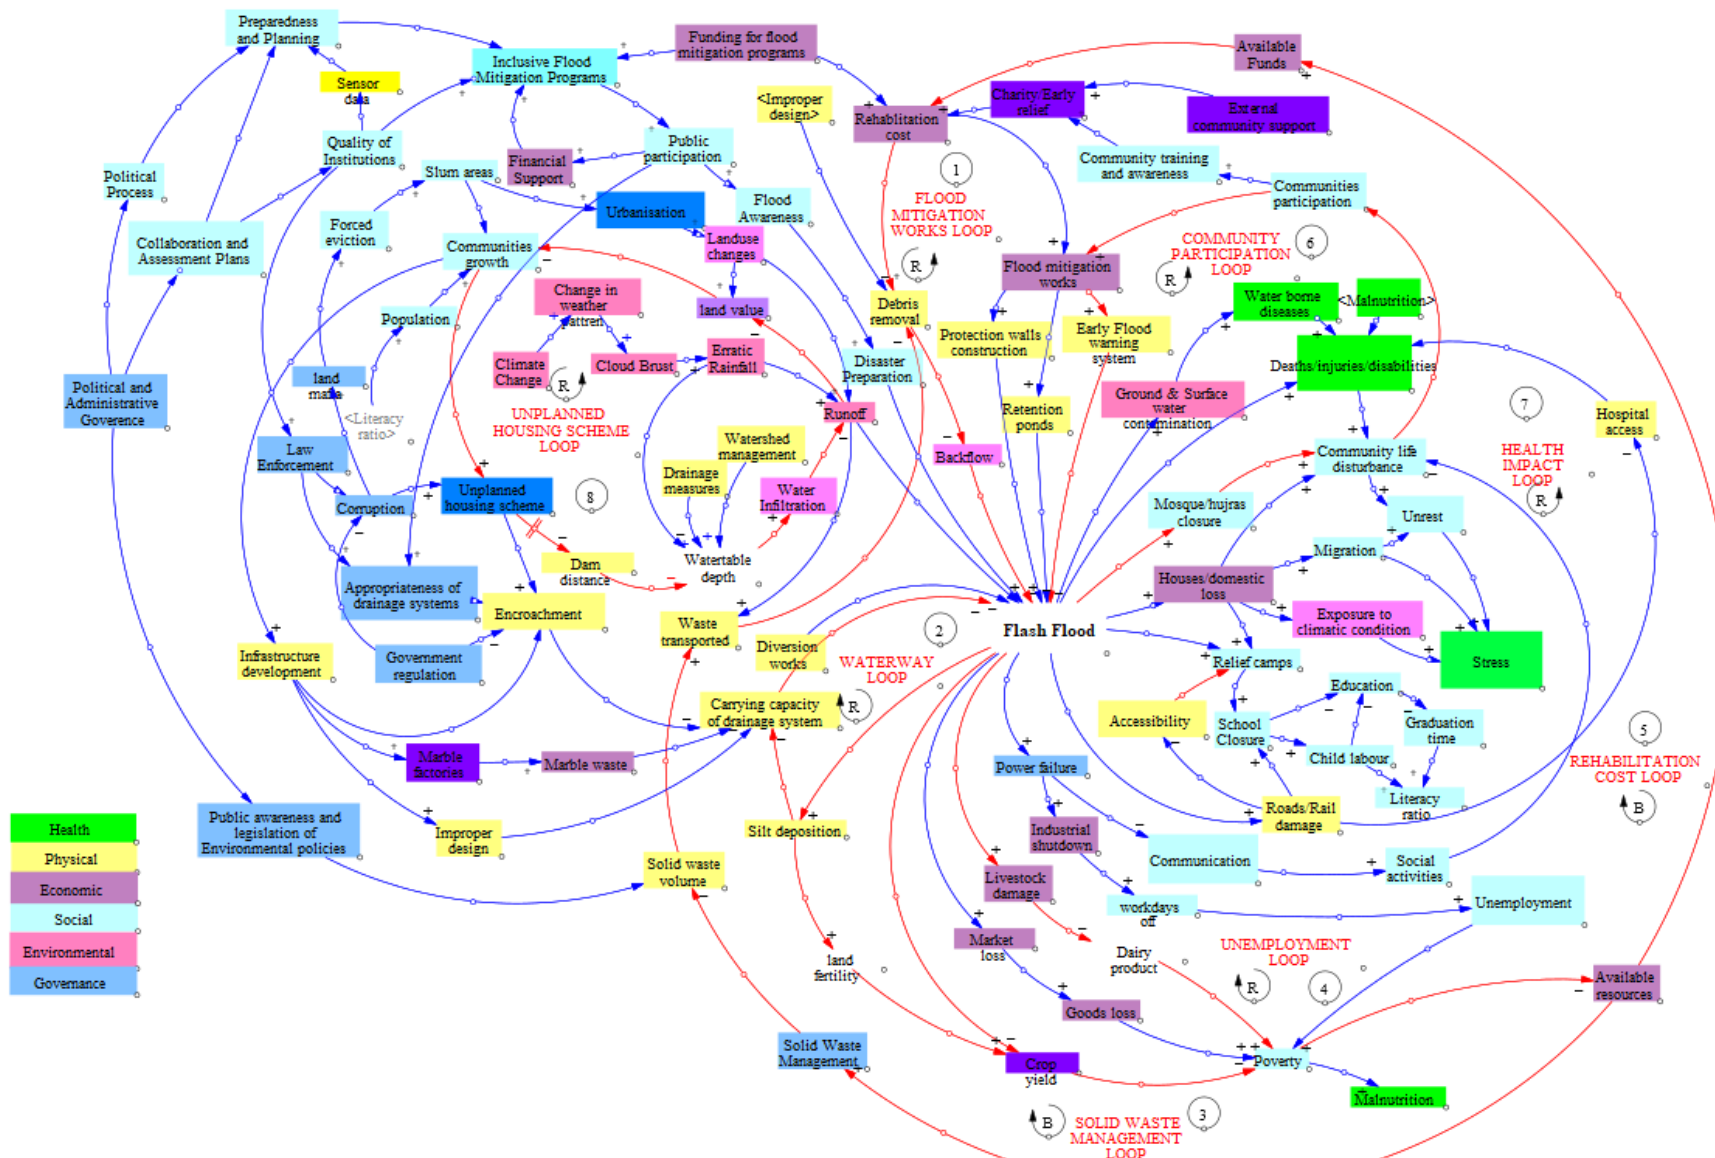 Preparedness
and Planning
Inclusive Flood
Mitigation Programs
Funding for flood
mitigation programs
Available
Funds
Sensor
data
<Improper
design>
Charity/Early
relief
External
community support
Rehablitation
cost
Quality of
Institutions
Public
participation
Financial
Support
Slum areas
Community training
and awareness
Communities
participation
Political
Process
1
FLOOD
MITIGATION
WORKS LOOP
R
Urbanisation
Flood
Awareness
Forced
eviction
Collaboration and
Assessment Plans
Communities
growth
Landuse
changes
COMMUNITY
PARTICIPATION
LOOP
6
R
Flood mitigation
works
Change in
weather
pattren
land value
Debris
removal
Water borne
diseases
<Malnutrition>
Population
Protection walls
construction
Early Flood
warning
system
Deaths/injuries/disabilities
Climate
Change
Cloud Brust
Erratic
Rainfall
Disaster
Preparation
R
land
mafia
Political and
Administrative
Goverence
<Literacy
ratio>
UNPLANNED
HOUSING SCHEME
LOOP
Runoff
Retention
ponds
Ground & Surface
water
contamination
7
Hospital
access
Law
Enforcement
Watershed
management
Drainage
measures
Backflow
Community life
disturbance
HEALTH
IMPACT
LOOP
R
Corruption
Unplanned
housing scheme
8
Water
Infiltration
Mosque/hujras
closure
Unrest
Dam
distance
Watertable
depth
Migration
Appropriateness of
drainage systems
Encroachment
Houses/domestic
loss
Exposure to
climatic condition
Waste
transported
2
Flash Flood
Infrastructure
development
Government
regulation
Diversion
works
WATERWAY
LOOP
R
Relief camps
Stress
Education
Carrying capacity
of drainage system
Accessibility
School
Closure
Graduation
time
5
Marble
factories
Marble waste
Power failure
Child labour
REHABILITATION
COST LOOP
B
Literacy
ratio
Public awareness and
legislation of
Environmental policies
Improper
design
Silt deposition
Industrial
shutdown
Roads/Rail
damage
Health
Physical
Economic
Social
Environmental
Governance
Solid waste
volume
Communication
Social
activities
Livestock
damage
workdays
off
Unemployment
Market
loss
land
fertility
Dairy
product
UNEMPLOYMENT
LOOP
R
4
Available
resources
Goods loss
Solid Waste
Management
Crop
yield
Poverty
Malnutrition
B
SOLID WASTE
MANAGEMENT
LOOP
3